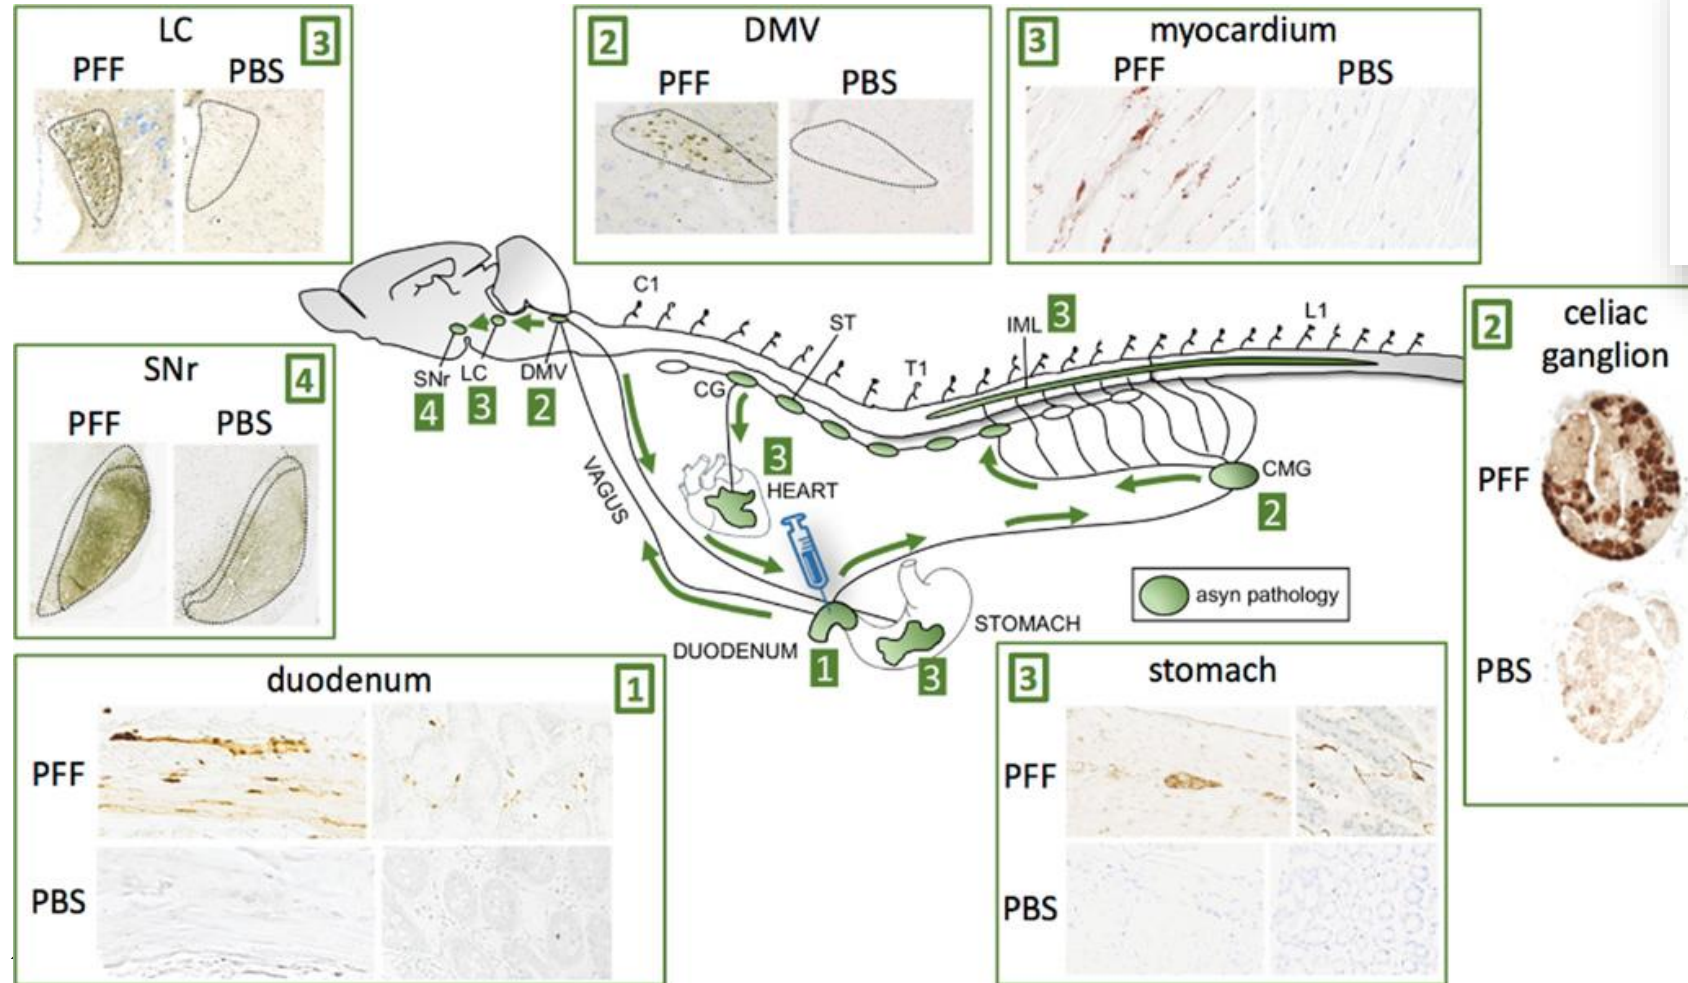 LC
3
PFF PBS
2
DMV
PFF PBS
3
myocardium
PFF PBS
C1
ST
IML 3
L1
T1
SNr LC DMV
4 3 2
CG
3
HEART
VAGUS
CMG
2
asyn pathology
STOMACH
DUODENUM
1
3
SNr
4
PFF PBS
2
celiac
ganglion
PFF
PBS
duodenum
1
PFF
PBS
3
stomach
PFF
PBS